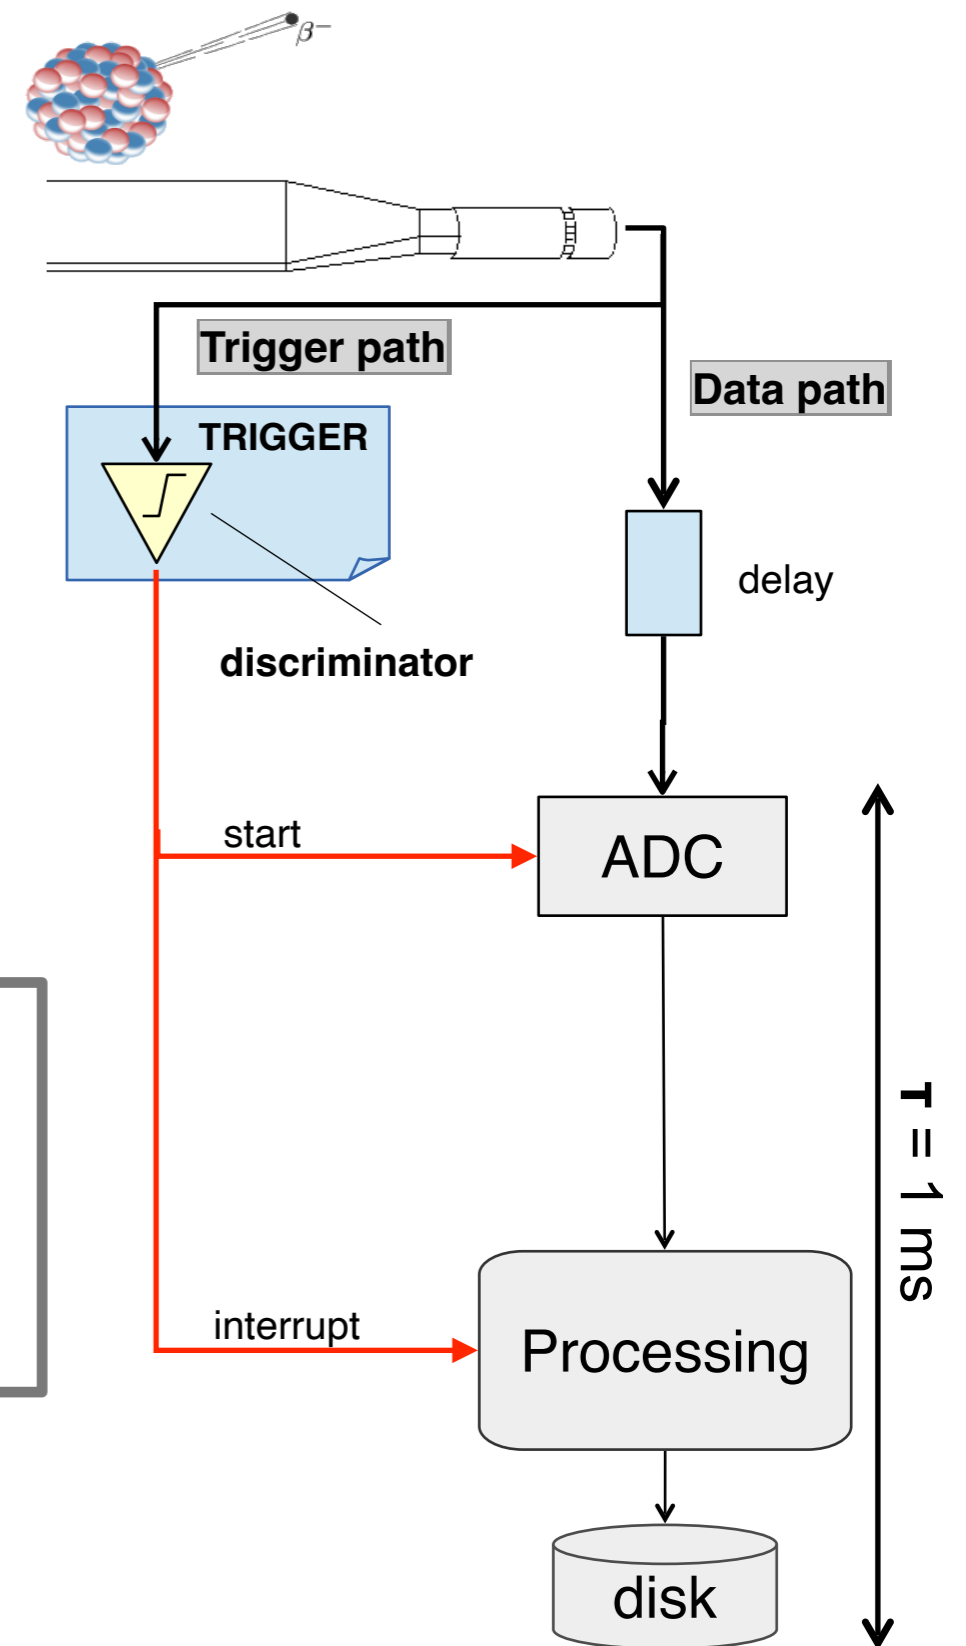 β⁻
Trigger path
Data path
TRIGGER
delay
discriminator
start
ADC
τ = 1 ms
interrupt
Processing
disk